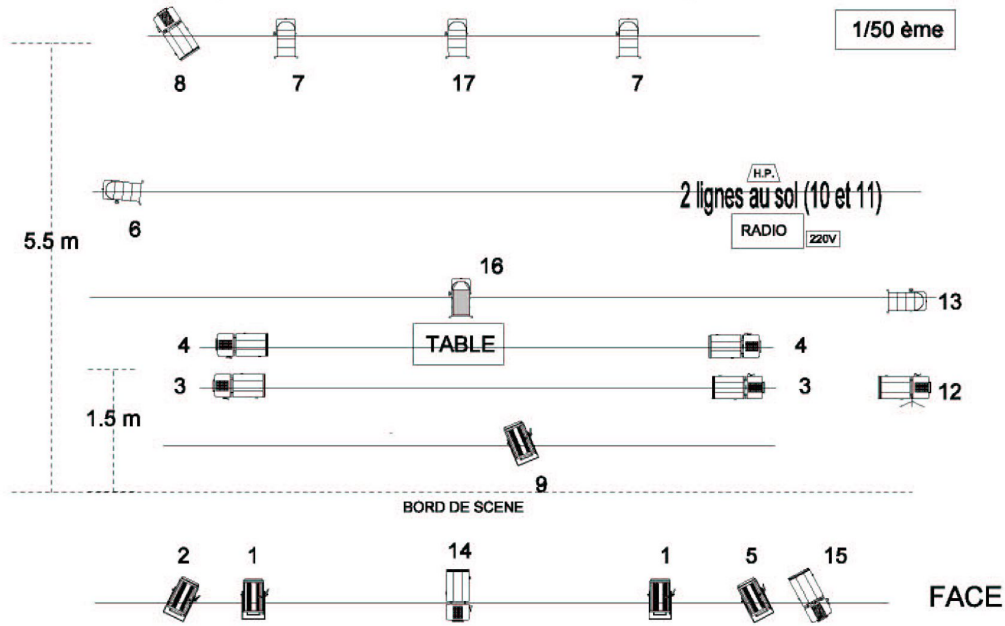 1/50 ème
8
7
17
7
H.P.
2 lignes au sol (10 et 11)
RADIO
220V
6
5.5 m
16
13
4
TABLE
4
3
3
12
1.5 m
9
BORD DE SCENE
2
1
14
1
5
15
FACE